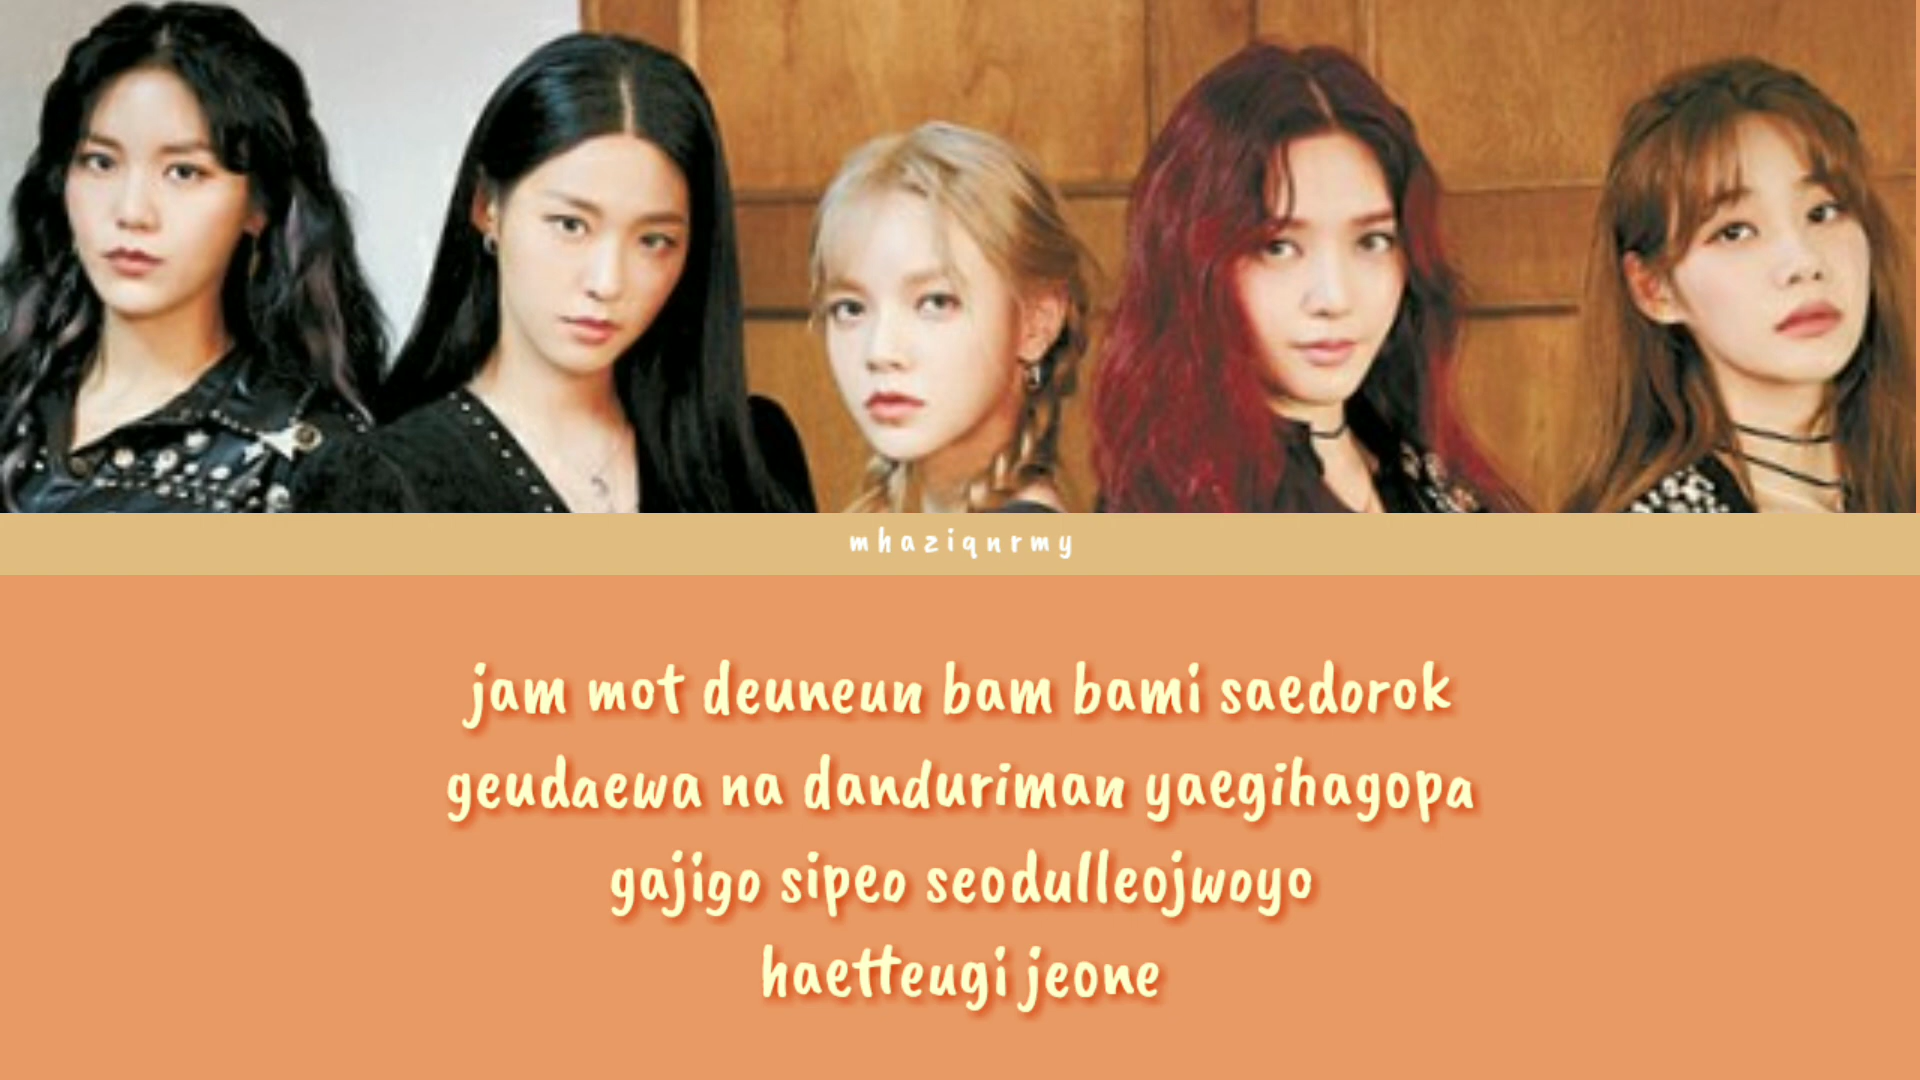 mhaziqnrmy
jam mot deuneun bam bami saedorok
geudaewa na danduriman yaegihagopa
gajigo sipeo seodulleojwoyo
haetteugi jeone